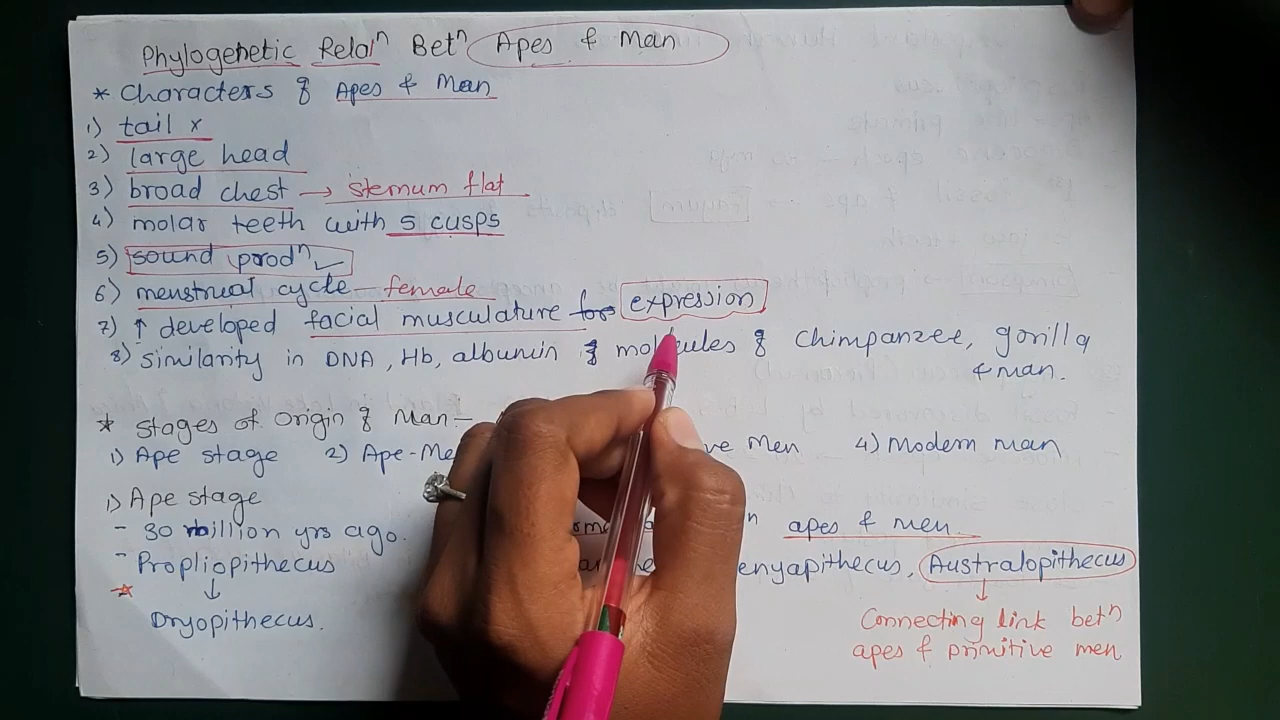 Phylogenetic Relaⁿ Betⁿ Apes & Man
* Characters of Apes & Man
1) tail x
2) large head
3) broad chest → sternum flat
4) molar teeth with 5 cusps
5) sound prodⁿ ✓
6) menstrual cycle - female
7) ↑ developed facial musculature for expression
8) similarity in DNA, Hb, albumin of molecules of Chimpanzee, gorilla
& man.
* Stages of Origin of Man -
1) Ape stage 2) Ape-Me ve Men 4) Modern man
1) Ape stage
- 30 million yrs ago. apes & men.
- Propliopithecus enyapithecus, Australopithecus
↓ ↓
Dryopithecus. Connecting link betⁿ
apes & primitive men